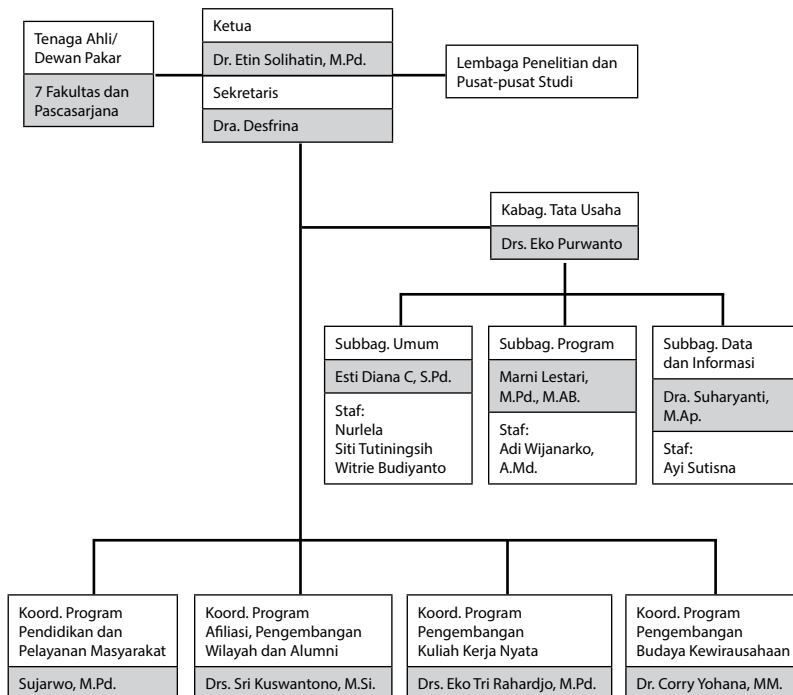 Tenaga Ahli/
Dewan Pakar
7 Fakultas dan
Pascasarjana
Ketua
Dr. Etin Solihatin, M.Pd.
Sekretaris
Dra. Desfrina
Lembaga Penelitian dan
Pusat-pusat Studi
Kabag. Tata Usaha
Drs. Eko Purwanto
Subbag. Umum
Esti Diana C, S.Pd.
Staf:
Nurlela
Siti Tutiningsih
Witrie Budiyanto
Subbag. Program
Marni Lestari,
M.Pd., M.AB.
Staf:
Adi Wijanarko,
A.Md.
Subbag. Data
dan Informasi
Dra. Suharyanti,
M.Ap.
Staf:
Ayi Sutisna
Koord. Program
Pendidikan dan
Pelayanan Masyarakat
Sujarwo, M.Pd.
Koord. Program
Afiliasi, Pengembangan
Wilayah dan Alumni
Drs. Sri Kuswantono, M.Si.
Koord. Program
Pengembangan
Kuliah Kerja Nyata
Drs. Eko Tri Rahardjo, M.Pd.
Koord. Program
Pengembangan
Budaya Kewirausahaan
Dr. Corry Yohana, MM.